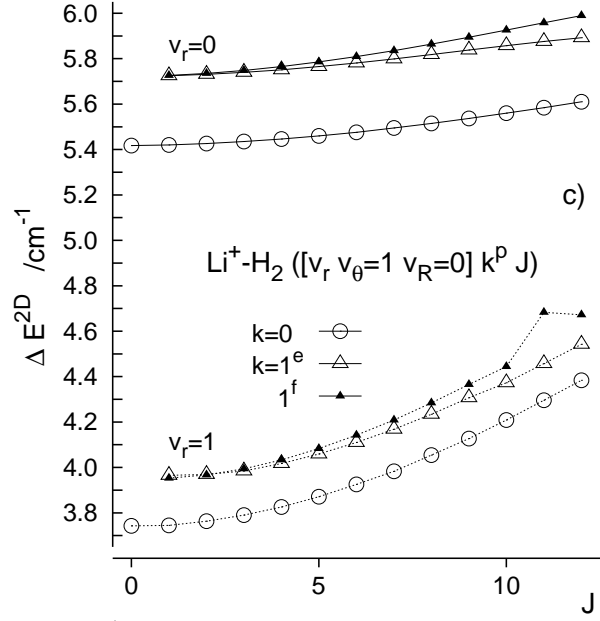 6.0
v_r=0
5.8
5.6
5.4
5.2
c)
5.0
Δ E^2D /cm^-1
Li^+-H_2 ([v_r v_θ=1 v_R=0] k^p J)
4.8
4.6
k=0
k=1^e
1^f
4.4
4.2
v_r=1
4.0
3.8
0
5
10
J